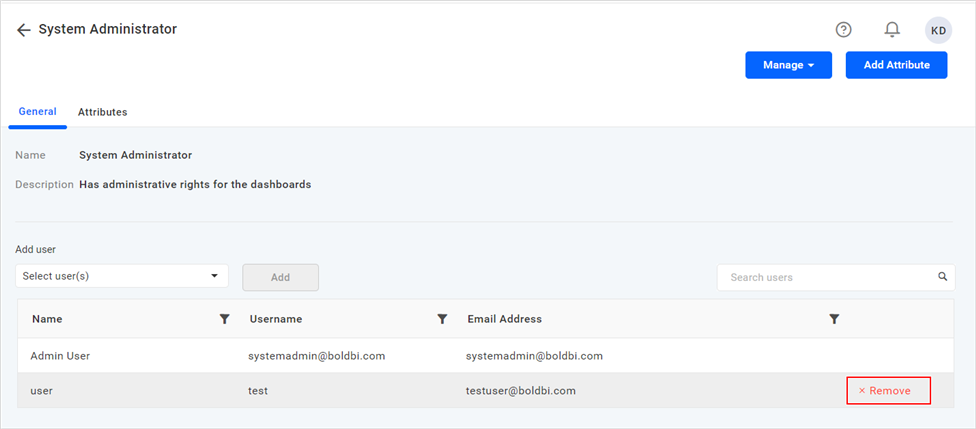 System Administrator
KD
Manage
Add Attribute
General
Attributes
Name System Administrator
Description Has administrative rights for the dashboards
Add user
Select user(s)
Add
Search users
Name Username Email Address
Admin User systemadmin@boldbi.com systemadmin@boldbi.com
user test testuser@boldbi.com × Remove